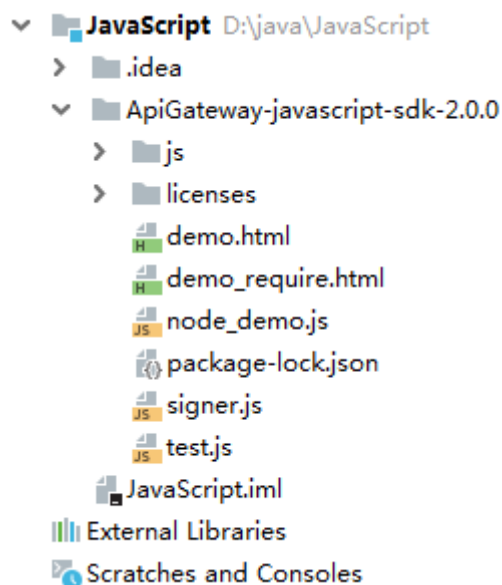 JavaScript D:\java\JavaScript
.idea
ApiGateway-javascript-sdk-2.0.0
js
licenses
demo.html
demo_require.html
node_demo.js
package-lock.json
signer.js
test.js
JavaScript.iml
External Libraries
Scratches and Consoles